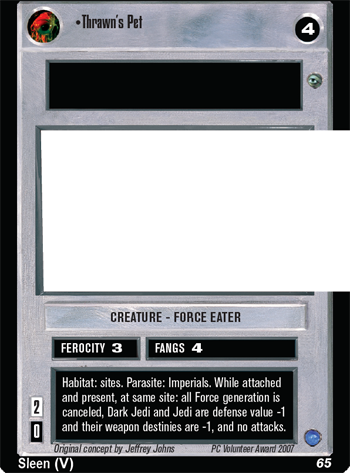 •Thrawn's Pet
4
CREATURE - FORCE EATER
FEROCITY 3 FANGS 4
Habitat: sites. Parasite: Imperials. While attached
and present, at same site: all Force generation is
canceled, Dark Jedi and Jedi are defense value -1
and their weapon destinies are -1, and no attacks.
2
0
Original concept by Jeffrey Johns PC Volunteer Award 2007
Sleen (V) 65